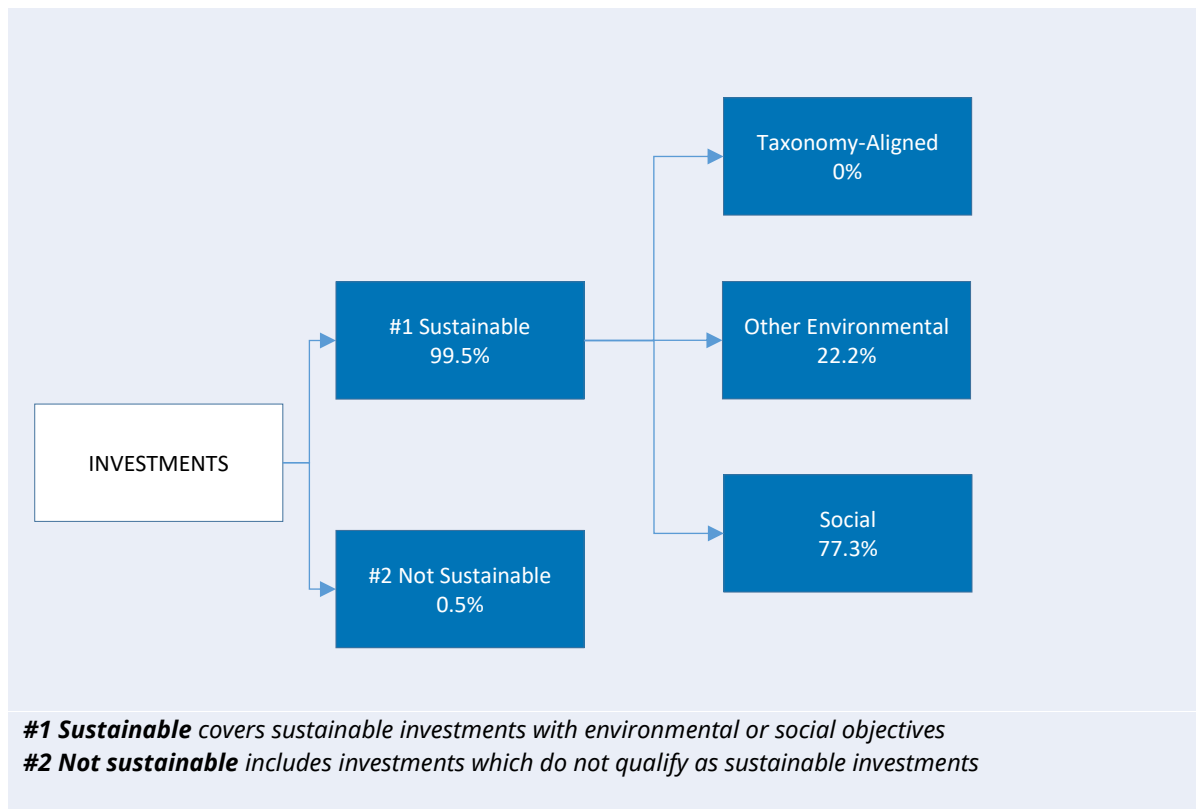 Taxonomy-Aligned
0%
#1 Sustainable
99.5%
Other Environmental
22.2%
INVESTMENTS
Social
77.3%
#2 Not Sustainable
0.5%
#1 Sustainable covers sustainable investments with environmental or social objectives
#2 Not sustainable includes investments which do not qualify as sustainable investments